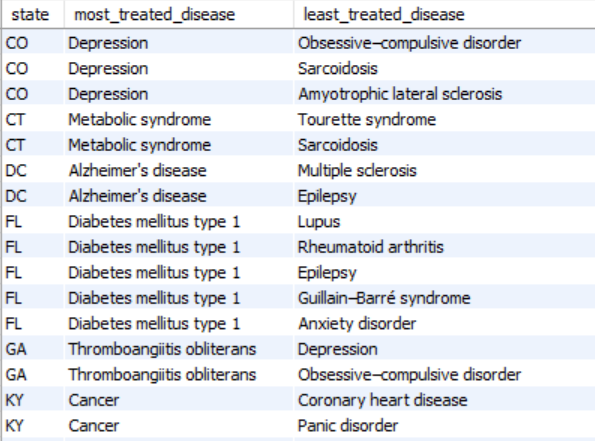 state most_treated_disease least_treated_disease
CO Depression Obsessive–compulsive disorder
CO Depression Sarcoidosis
CO Depression Amyotrophic lateral sclerosis
CT Metabolic syndrome Tourette syndrome
CT Metabolic syndrome Sarcoidosis
DC Alzheimer's disease Multiple sclerosis
DC Alzheimer's disease Epilepsy
FL Diabetes mellitus type 1 Lupus
FL Diabetes mellitus type 1 Rheumatoid arthritis
FL Diabetes mellitus type 1 Epilepsy
FL Diabetes mellitus type 1 Guillain–Barré syndrome
FL Diabetes mellitus type 1 Anxiety disorder
GA Thromboangiitis obliterans Depression
GA Thromboangiitis obliterans Obsessive–compulsive disorder
KY Cancer Coronary heart disease
KY Cancer Panic disorder